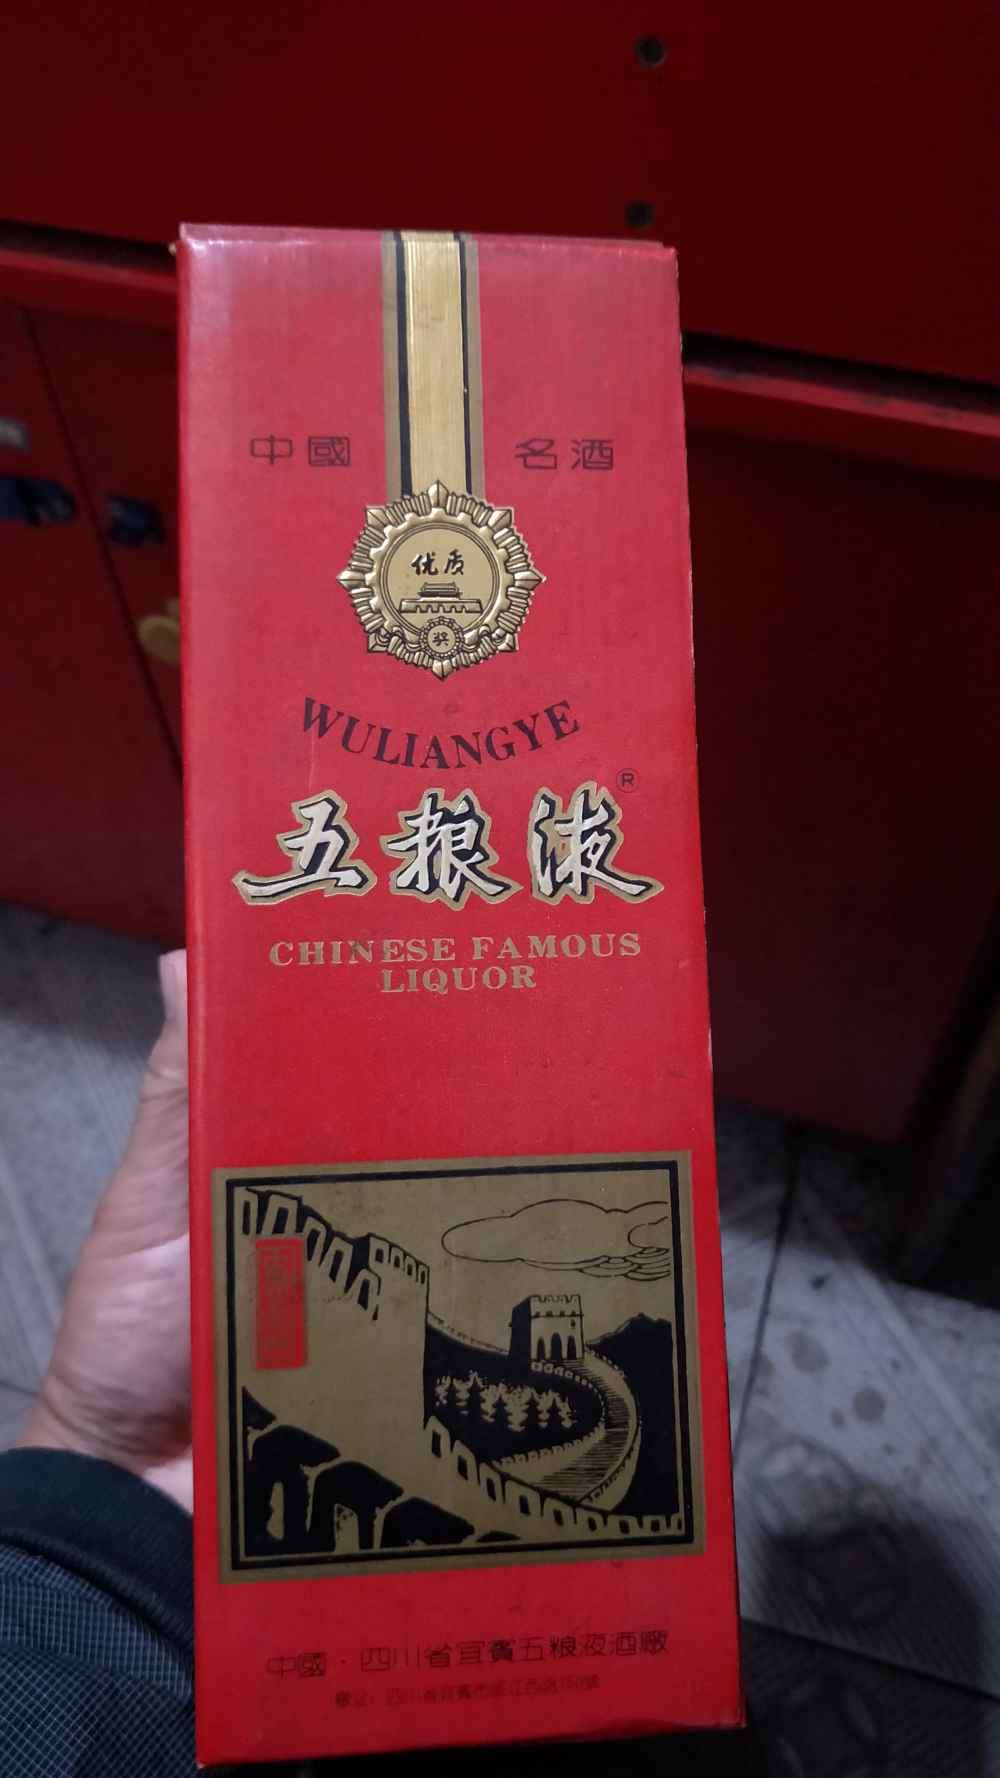 中國 名酒
优质
奖
WULIANGYE
五粮液®
CHINESE FAMOUS
LIQUOR
中國·四川省宜賓五粮液酒廠